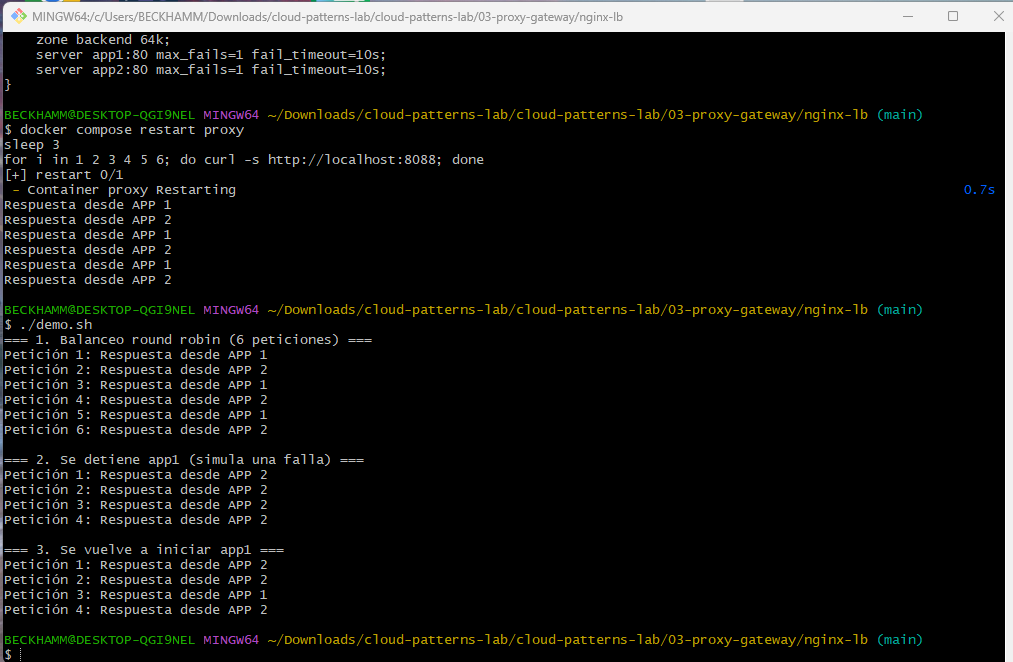 MINGW64:/c/Users/BECKHAMM/Downloads/cloud-patterns-lab/cloud-patterns-lab/03-proxy-gateway/nginx-lb
    zone backend 64k;
    server app1:80 max_fails=1 fail_timeout=10s;
    server app2:80 max_fails=1 fail_timeout=10s;
}
BECKHAMM@DESKTOP-QGI9NEL MINGW64 ~/Downloads/cloud-patterns-lab/cloud-patterns-lab/03-proxy-gateway/nginx-lb (main)
$ docker compose restart proxy
sleep 3
for i in 1 2 3 4 5 6; do curl -s http://localhost:8088; done
[+] restart 0/1
 - Container proxy Restarting 0.7s
Respuesta desde APP 1
Respuesta desde APP 2
Respuesta desde APP 1
Respuesta desde APP 2
Respuesta desde APP 1
Respuesta desde APP 2
BECKHAMM@DESKTOP-QGI9NEL MINGW64 ~/Downloads/cloud-patterns-lab/cloud-patterns-lab/03-proxy-gateway/nginx-lb (main)
$ ./demo.sh
=== 1. Balanceo round robin (6 peticiones) ===
Petición 1: Respuesta desde APP 1
Petición 2: Respuesta desde APP 2
Petición 3: Respuesta desde APP 1
Petición 4: Respuesta desde APP 2
Petición 5: Respuesta desde APP 1
Petición 6: Respuesta desde APP 2
=== 2. Se detiene app1 (simula una falla) ===
Petición 1: Respuesta desde APP 2
Petición 2: Respuesta desde APP 2
Petición 3: Respuesta desde APP 2
Petición 4: Respuesta desde APP 2
=== 3. Se vuelve a iniciar app1 ===
Petición 1: Respuesta desde APP 2
Petición 2: Respuesta desde APP 2
Petición 3: Respuesta desde APP 1
Petición 4: Respuesta desde APP 2
BECKHAMM@DESKTOP-QGI9NEL MINGW64 ~/Downloads/cloud-patterns-lab/cloud-patterns-lab/03-proxy-gateway/nginx-lb (main)
$